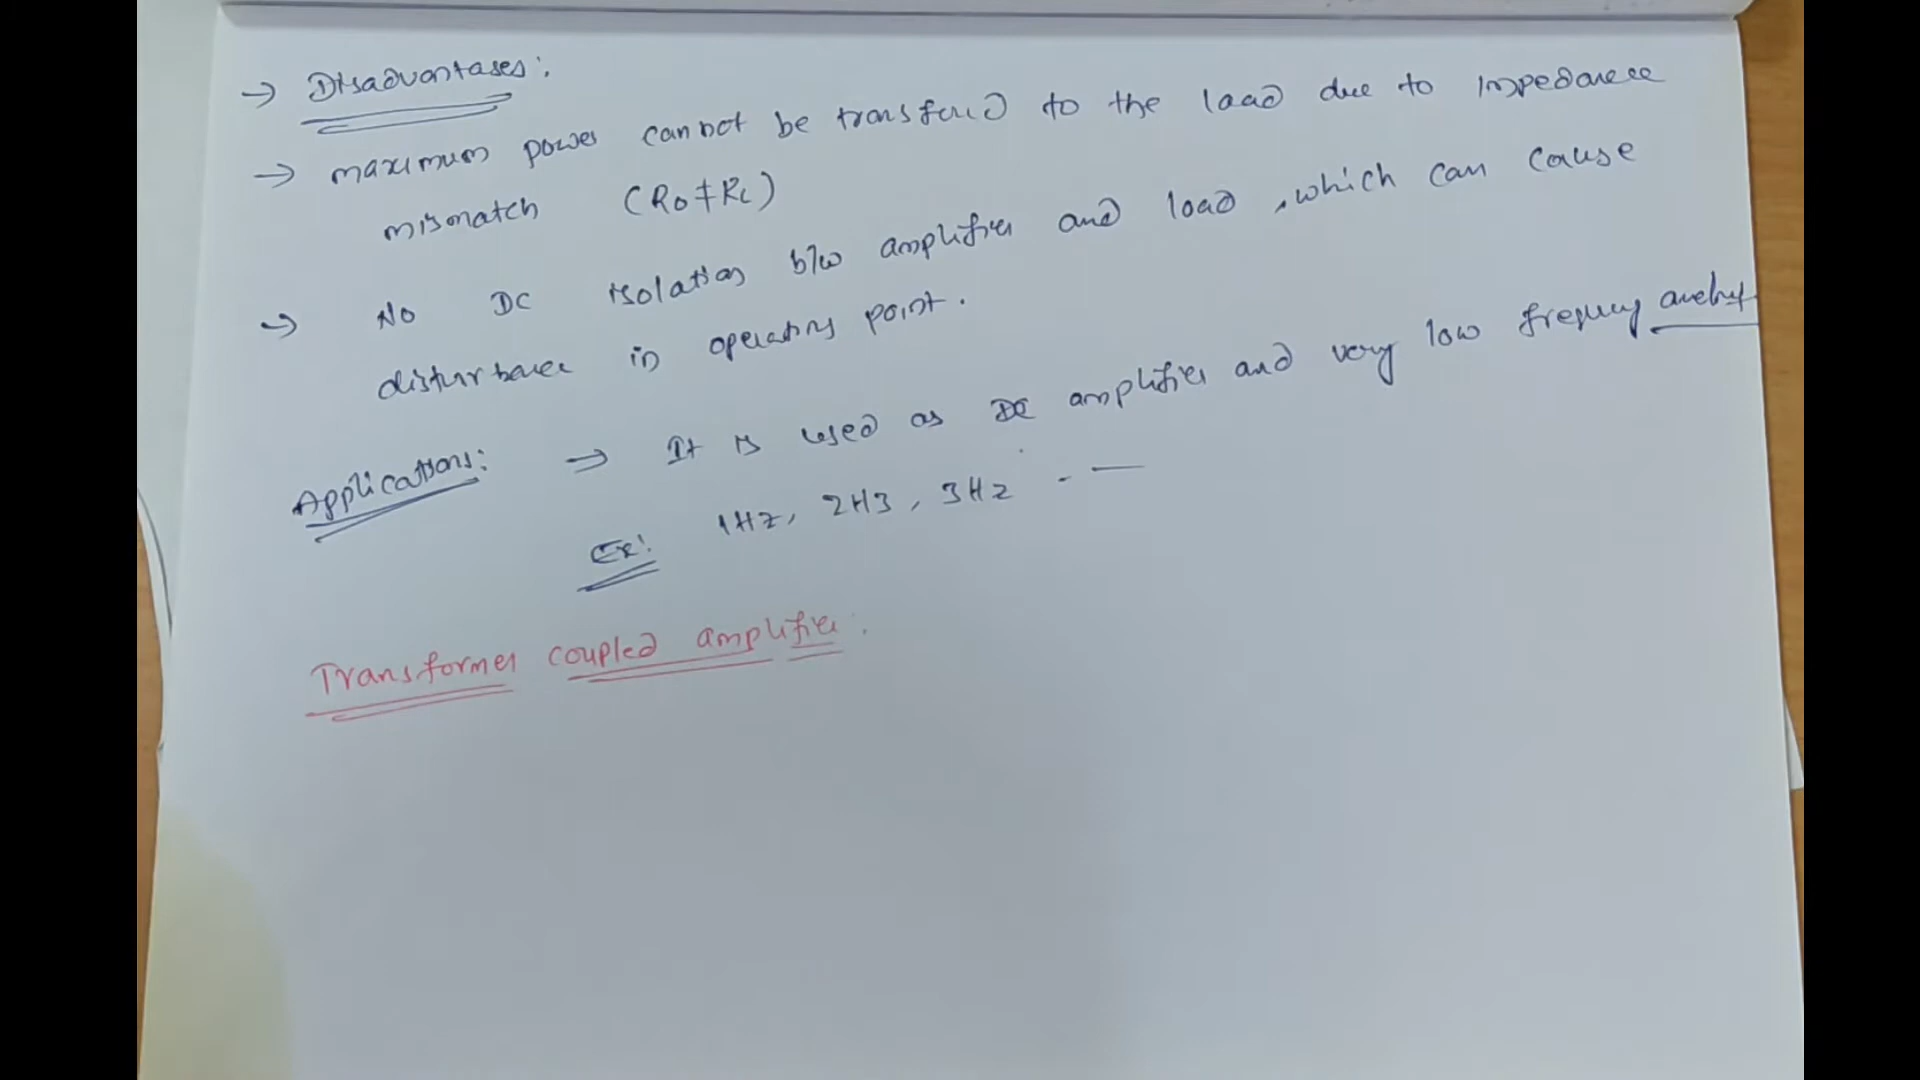 → Disadvantages:
→ maximum power cannot be transferd to the load due to Impedance
mismatch (Ro≠RL)
→ No DC isolation b/w amplifier and load, which can cause
disturbance in operating point.
Applications: → It is used as DC amplifier and very low frequency
Ex: 1Hz, 2Hz, 3Hz - —
Transformer coupled amplifier.